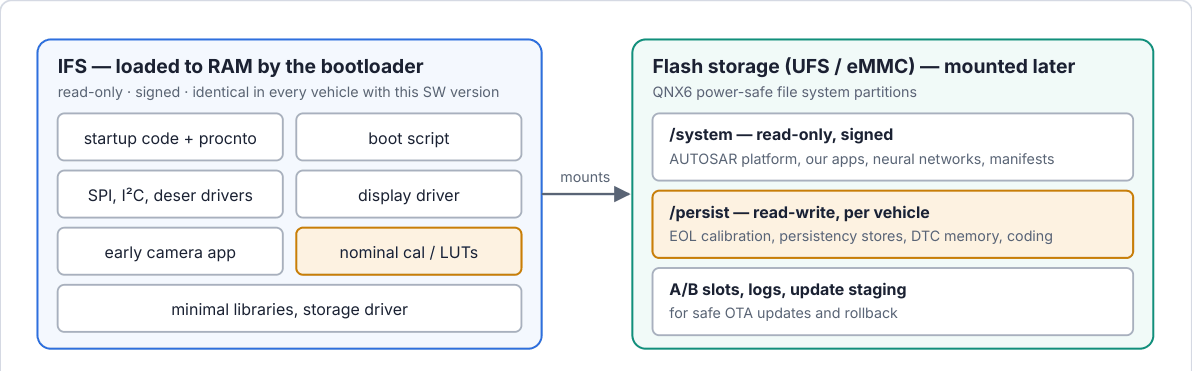 IFS — loaded to RAM by the bootloader
read-only · signed · identical in every vehicle with this SW version
startup code + procnto
boot script
SPI, I²C, deser drivers
display driver
early camera app
nominal cal / LUTs
minimal libraries, storage driver
mounts
Flash storage (UFS / eMMC) — mounted later
QNX6 power-safe file system partitions
/system — read-only, signed
AUTOSAR platform, our apps, neural networks, manifests
/persist — read-write, per vehicle
EOL calibration, persistency stores, DTC memory, coding
A/B slots, logs, update staging
for safe OTA updates and rollback